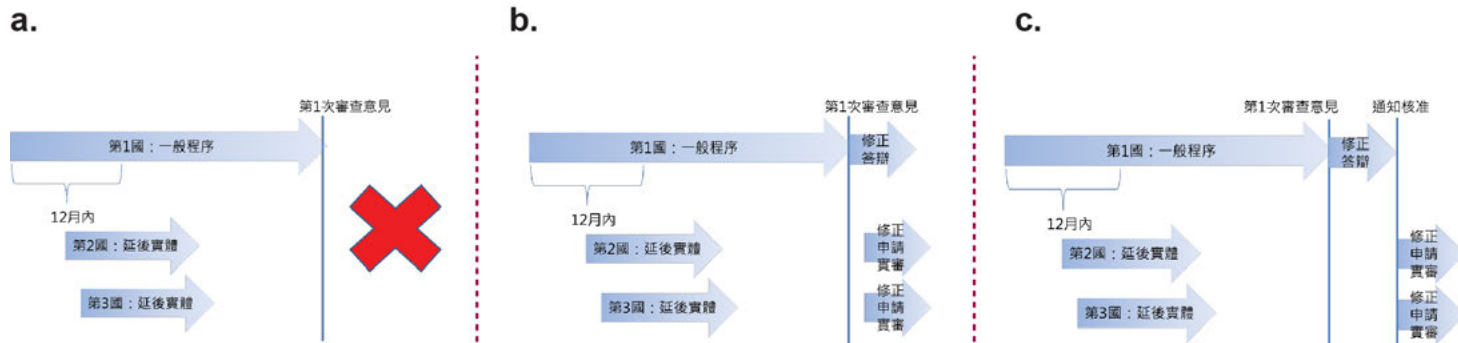 a.
第1次審查意見
第1國：一般程序
12月內
第2國：延後實體
第3國：延後實體
b.
第1次審查意見
第1國：一般程序
修正
答辯
12月內
第2國：延後實體
修正
申請
實審
第3國：延後實體
修正
申請
實審
c.
第1次審查意見
通知核准
第1國：一般程序
修正
答辯
12月內
第2國：延後實體
修正
申請
實審
第3國：延後實體
修正
申請
實審